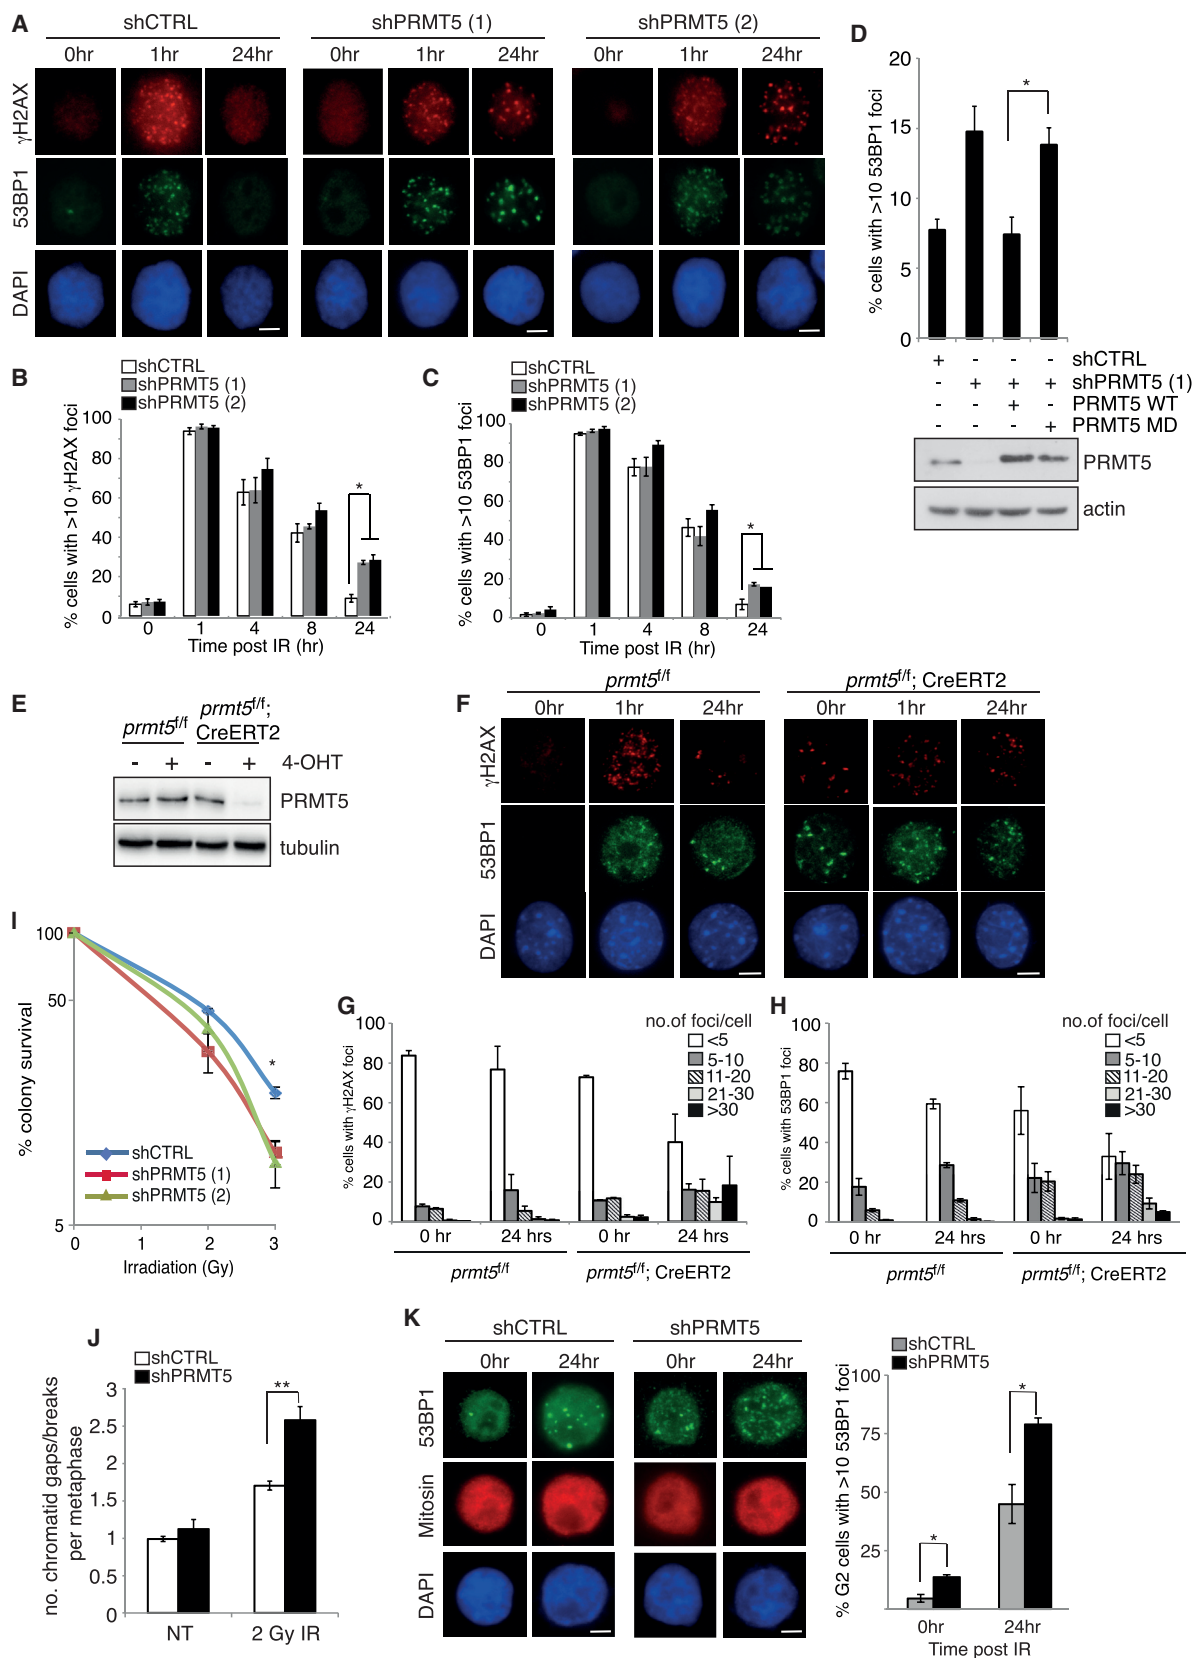 A
shCTRL
shPRMT5 (1)
shPRMT5 (2)
0hr 1hr 24hr
0hr 1hr 24hr
0hr 1hr 24hr
γH2AX
53BP1
DAPI
D
% cells with >10 53BP1 foci
20
15
10
5
0
*
+ - - - shCTRL
- + + + shPRMT5 (1)
- - + - PRMT5 WT
- - - + PRMT5 MD
PRMT5
actin
B
shCTRL
shPRMT5 (1)
shPRMT5 (2)
% cells with >10 γH2AX foci
100
80
60
40
20
0
*
0 1 4 8 24
Time post IR (hr)
C
shCTRL
shPRMT5 (1)
shPRMT5 (2)
% cells with >10 53BP1 foci
100
80
60
40
20
0
*
0 1 4 8 24
Time post IR (hr)
E
prmt5f/f
prmt5f/f;
CreERT2
- + - + 4-OHT
PRMT5
tubulin
F
prmt5f/f
prmt5f/f; CreERT2
0hr 1hr 24hr
0hr 1hr 24hr
γH2AX
53BP1
DAPI
I
% colony survival
100
50
5
*
shCTRL
shPRMT5 (1)
shPRMT5 (2)
0 1 2 3
Irradiation (Gy)
G
% cells with γH2AX foci
100
80
60
40
20
0
no.of foci/cell
<5
5-10
11-20
21-30
>30
0 hr 24 hrs 0 hr 24 hrs
prmt5f/f
prmt5f/f; CreERT2
H
% cells with 53BP1 foci
100
80
60
40
20
0
no.of foci/cell
<5
5-10
11-20
21-30
>30
0 hr 24 hrs 0 hr 24 hrs
prmt5f/f
prmt5f/f; CreERT2
J
shCTRL
shPRMT5
no. chromatid gaps/breaks
per metaphase
3
2.5
2
1.5
1
0.5
0
**
NT 2 Gy IR
K
shCTRL
shPRMT5
0hr 24hr
0hr 24hr
53BP1
Mitosin
DAPI
shCTRL
shPRMT5
% G2 cells with >10 53BP1 foci
100
75
50
25
*
*
0hr 24hr
Time post IR